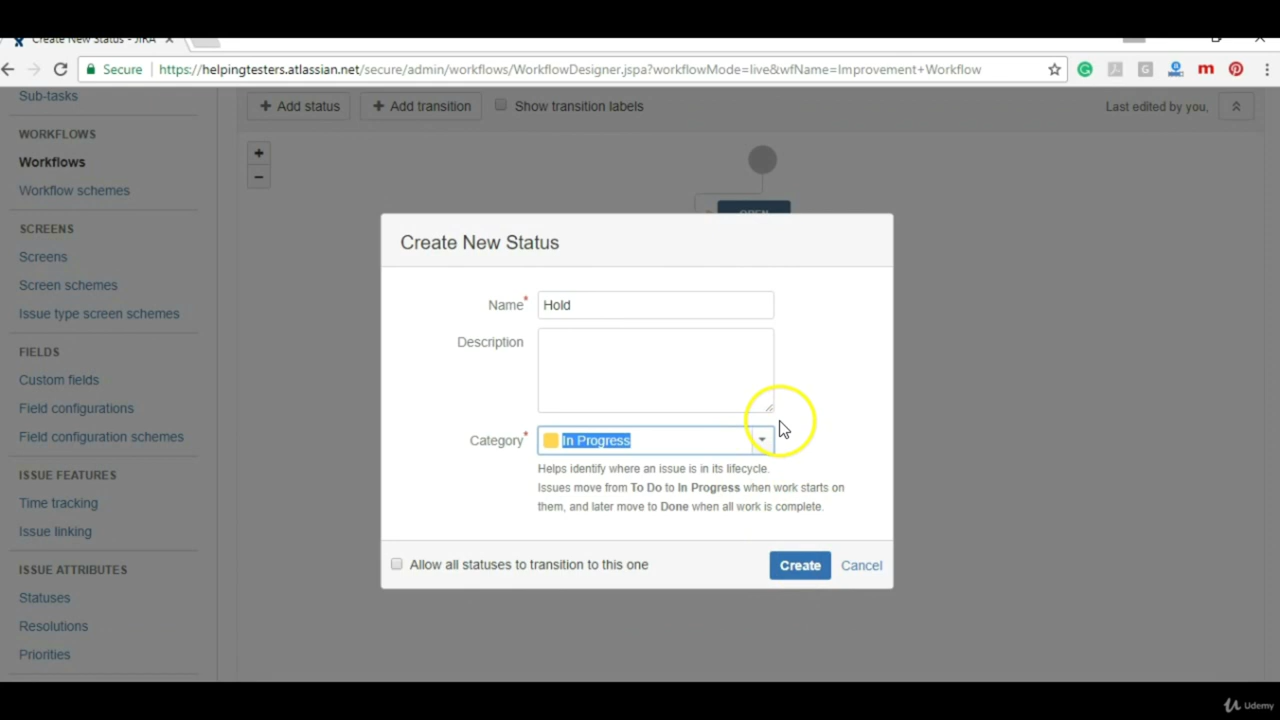 Create New Status - JIRA
Secure
https://helpingtesters.atlassian.net/secure/admin/workflows/WorkflowDesigner.jspa?workflowMode=live&wfName=Improvement+Workflow
Sub-tasks
+ Add status
+ Add transition
Show transition labels
Last edited by you,
WORKFLOWS
Workflows
Workflow schemes
SCREENS
Screens
Screen schemes
Issue type screen schemes
FIELDS
Custom fields
Field configurations
Field configuration schemes
ISSUE FEATURES
Time tracking
Issue linking
ISSUE ATTRIBUTES
Statuses
Resolutions
Priorities
OPEN
Create New Status
Name*
Hold
Description
Category*
In Progress
Helps identify where an issue is in its lifecycle.
Issues move from To Do to In Progress when work starts on
them, and later move to Done when all work is complete.
Allow all statuses to transition to this one
Create
Cancel
Udemy